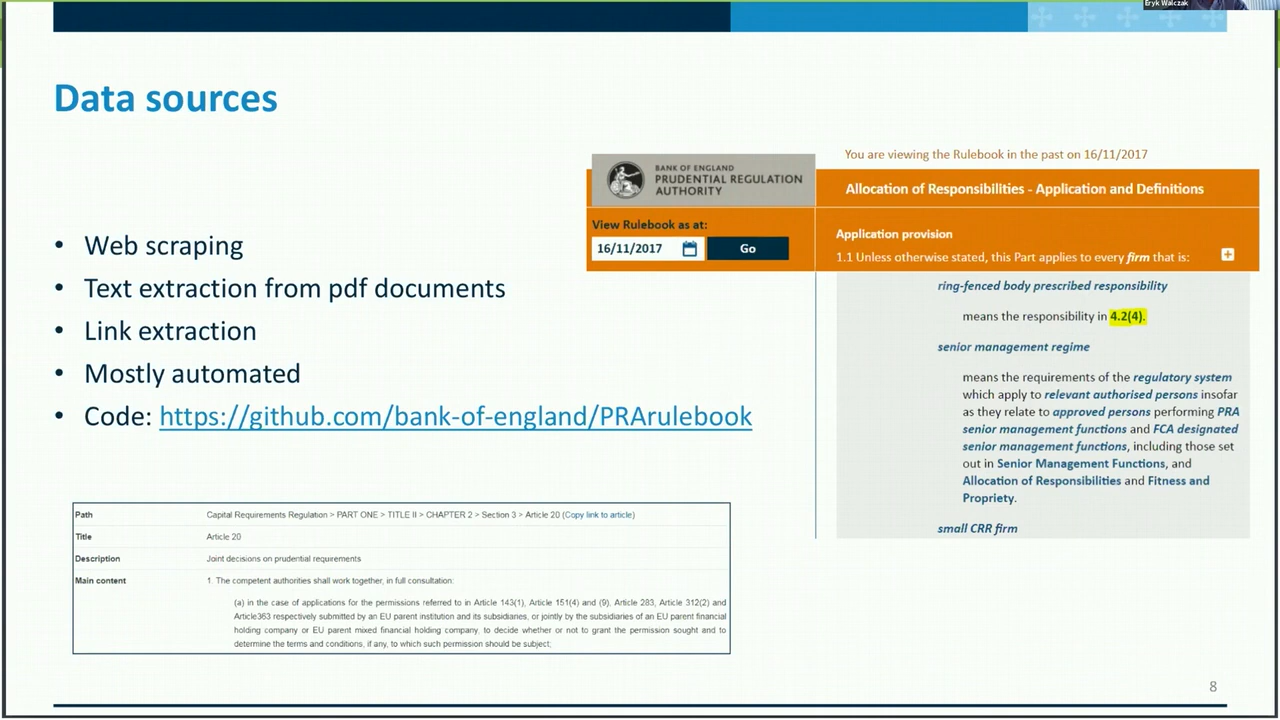 Eryk Walczak
Data sources
• Web scraping
• Text extraction from pdf documents
• Link extraction
• Mostly automated
• Code: https://github.com/bank-of-england/PRArulebook
You are viewing the Rulebook in the past on 16/11/2017
BANK OF ENGLAND
PRUDENTIAL REGULATION
AUTHORITY
Allocation of Responsibilities - Application and Definitions
View Rulebook as at:
16/11/2017
Go
Application provision
1.1 Unless otherwise stated, this Part applies to every firm that is:
ring-fenced body prescribed responsibility
means the responsibility in 4.2(4).
senior management regime
means the requirements of the regulatory system
which apply to relevant authorised persons insofar
as they relate to approved persons performing PRA
senior management functions and FCA designated
senior management functions, including those set
out in Senior Management Functions, and
Allocation of Responsibilities and Fitness and
Propriety.
small CRR firm
Path Capital Requirements Regulation > PART ONE > TITLE II > CHAPTER 2 > Section 3 > Article 20 (Copy link to article)
Title Article 20
Description Joint decisions on prudential requirements
Main content 1. The competent authorities shall work together, in full consultation:
(a) in the case of applications for the permissions referred to in Article 143(1), Article 151(4) and (9), Article 283, Article 312(2) and
Article363 respectively submitted by an EU parent institution and its subsidiaries, or jointly by the subsidiaries of an EU parent financial
holding company or EU parent mixed financial holding company, to decide whether or not to grant the permission sought and to
determine the terms and conditions, if any, to which such permission should be subject;
8